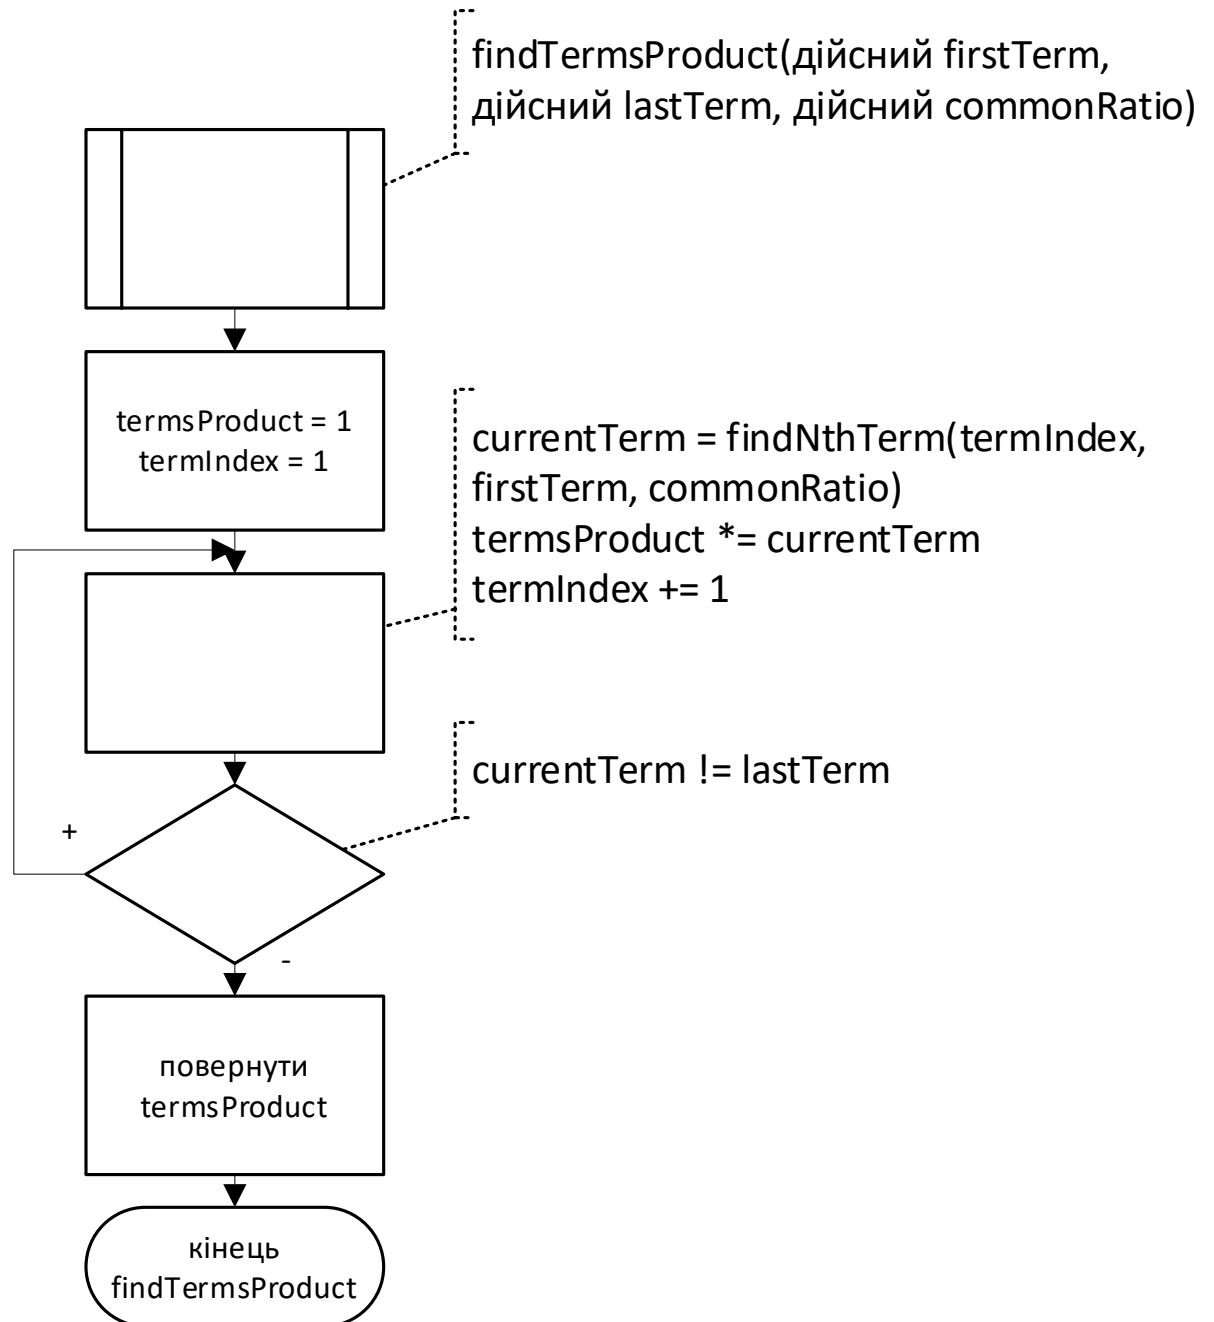 findTermsProduct(дійсний firstTerm,
дійсний lastTerm, дійсний commonRatio)
termsProduct = 1
termIndex = 1
currentTerm = findNthTerm(termIndex,
firstTerm, commonRatio)
termsProduct *= currentTerm
termIndex += 1
currentTerm != lastTerm
+
-
повернути
termsProduct
кінець
findTermsProduct